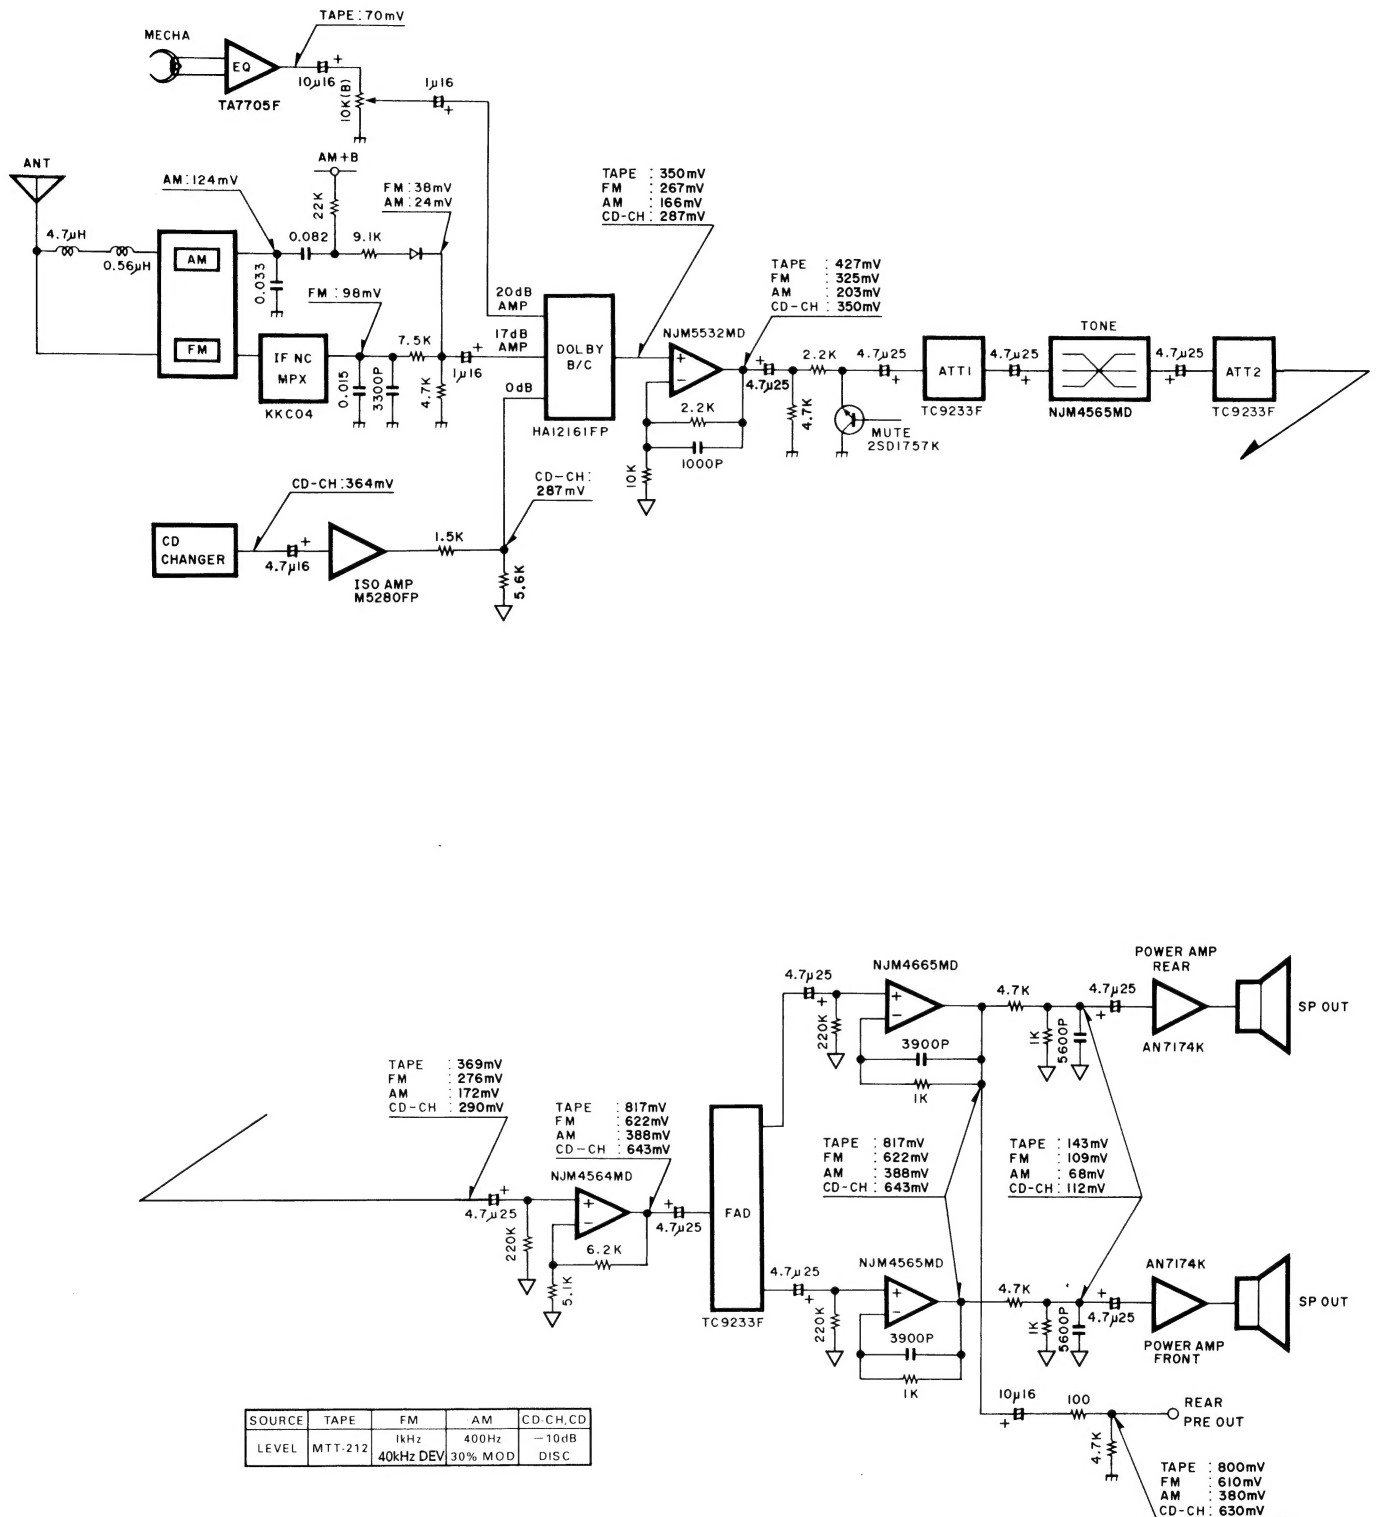 TAPE : 70mV
MECHA
EQ
TA7705F
10µ16
+
10K(B)
1µ16
+
ANT
AM : 124mV
AM+B
22K
FM : 38mV
AM : 24mV
4.7µH
0.56µH
AM
FM
0.082
9.1K
0.033
FM : 98mV
IF NC
MPX
KKC04
0.015
3300P
7.5K
4.7K
+
1µ16
20dB
AMP
17dB
AMP
0dB
DOLBY
B/C
HA12161FP
TAPE : 350mV
FM : 267mV
AM : 166mV
CD-CH : 287mV
TAPE : 427mV
FM : 325mV
AM : 203mV
CD-CH : 350mV
NJM5532MD
+
−
2.2K
1000P
10K
+
4.7µ25
2.2K
4.7K
MUTE
2SD1757K
4.7µ25
+
ATT1
TC9233F
4.7µ25
+
TONE
NJM4565MD
4.7µ25
+
ATT2
TC9233F
CD-CH : 364mV
CD
CHANGER
+
4.7µ16
ISO AMP
M5280FP
1.5K
CD-CH :
287mV
5.6K
TAPE : 369mV
FM : 276mV
AM : 172mV
CD-CH : 290mV
TAPE : 817mV
FM : 622mV
AM : 388mV
CD-CH : 643mV
+
4.7µ25
220K
NJM4564MD
+
−
6.2K
5.1K
+
4.7µ25
FAD
TC9233F
4.7µ25
+
220K
NJM4665MD
+
−
3900P
1K
4.7K
1K
5600P
4.7µ25
+
POWER AMP
REAR
AN7174K
SP OUT
TAPE : 817mV
FM : 622mV
AM : 388mV
CD-CH : 643mV
TAPE : 143mV
FM : 109mV
AM : 68mV
CD-CH : 112mV
4.7µ25
+
220K
NJM4565MD
+
−
3900P
1K
4.7K
1K
5600P
+
4.7µ25
AN7174K
POWER AMP
FRONT
SP OUT
10µ16
+
100
4.7K
REAR
PRE OUT
TAPE : 800mV
FM : 610mV
AM : 380mV
CD-CH : 630mV
SOURCE TAPE FM AM CD-CH,CD
LEVEL MTT-212 1kHz 40kHz DEV 400Hz 30% MOD −10dB DISC